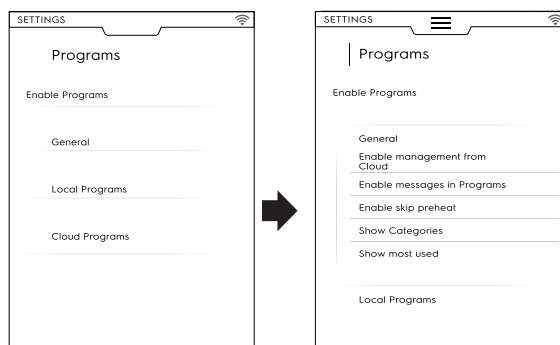 SETTINGS
Programs
Enable Programs
General
Local Programs
Cloud Programs
SETTINGS
Programs
Enable Programs
General
Enable management from
Cloud
Enable messages in Programs
Enable skip preheat
Show Categories
Show most used
Local Programs